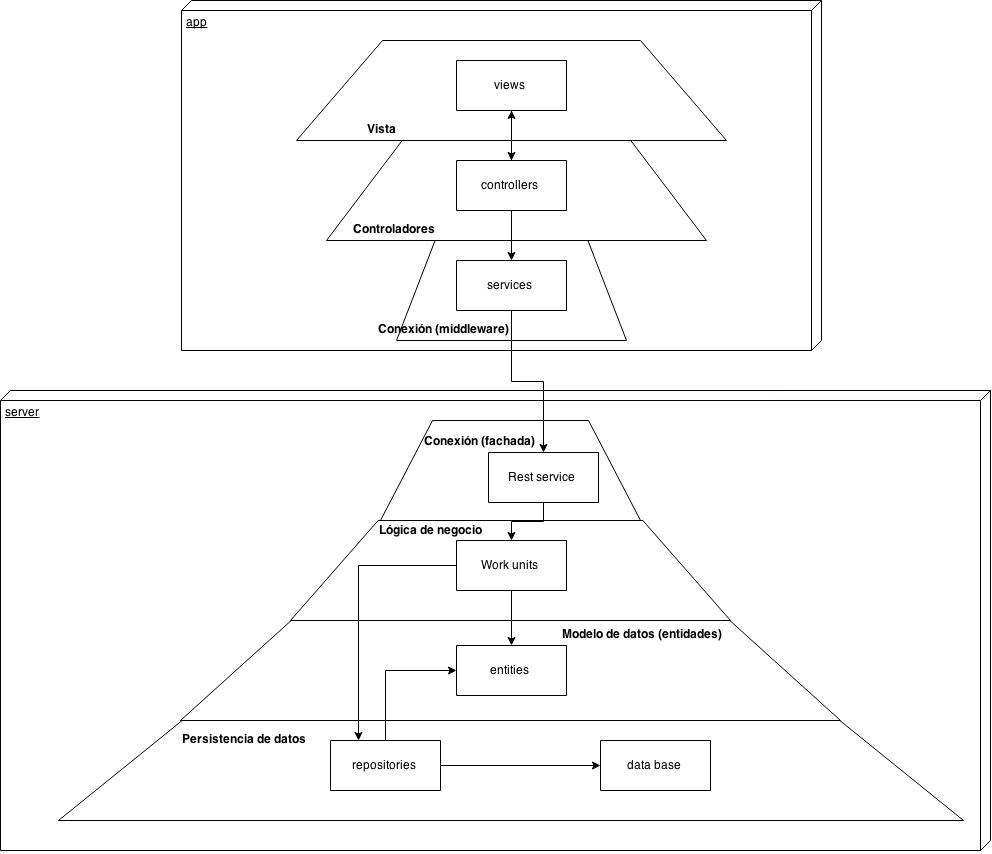 app
views
Vista
controllers
Controladores
services
Conexión (middleware)
server
Conexión (fachada)
Rest service
Lógica de negocio
Work units
Modelo de datos (entidades)
entities
Persistencia de datos
repositories
data base